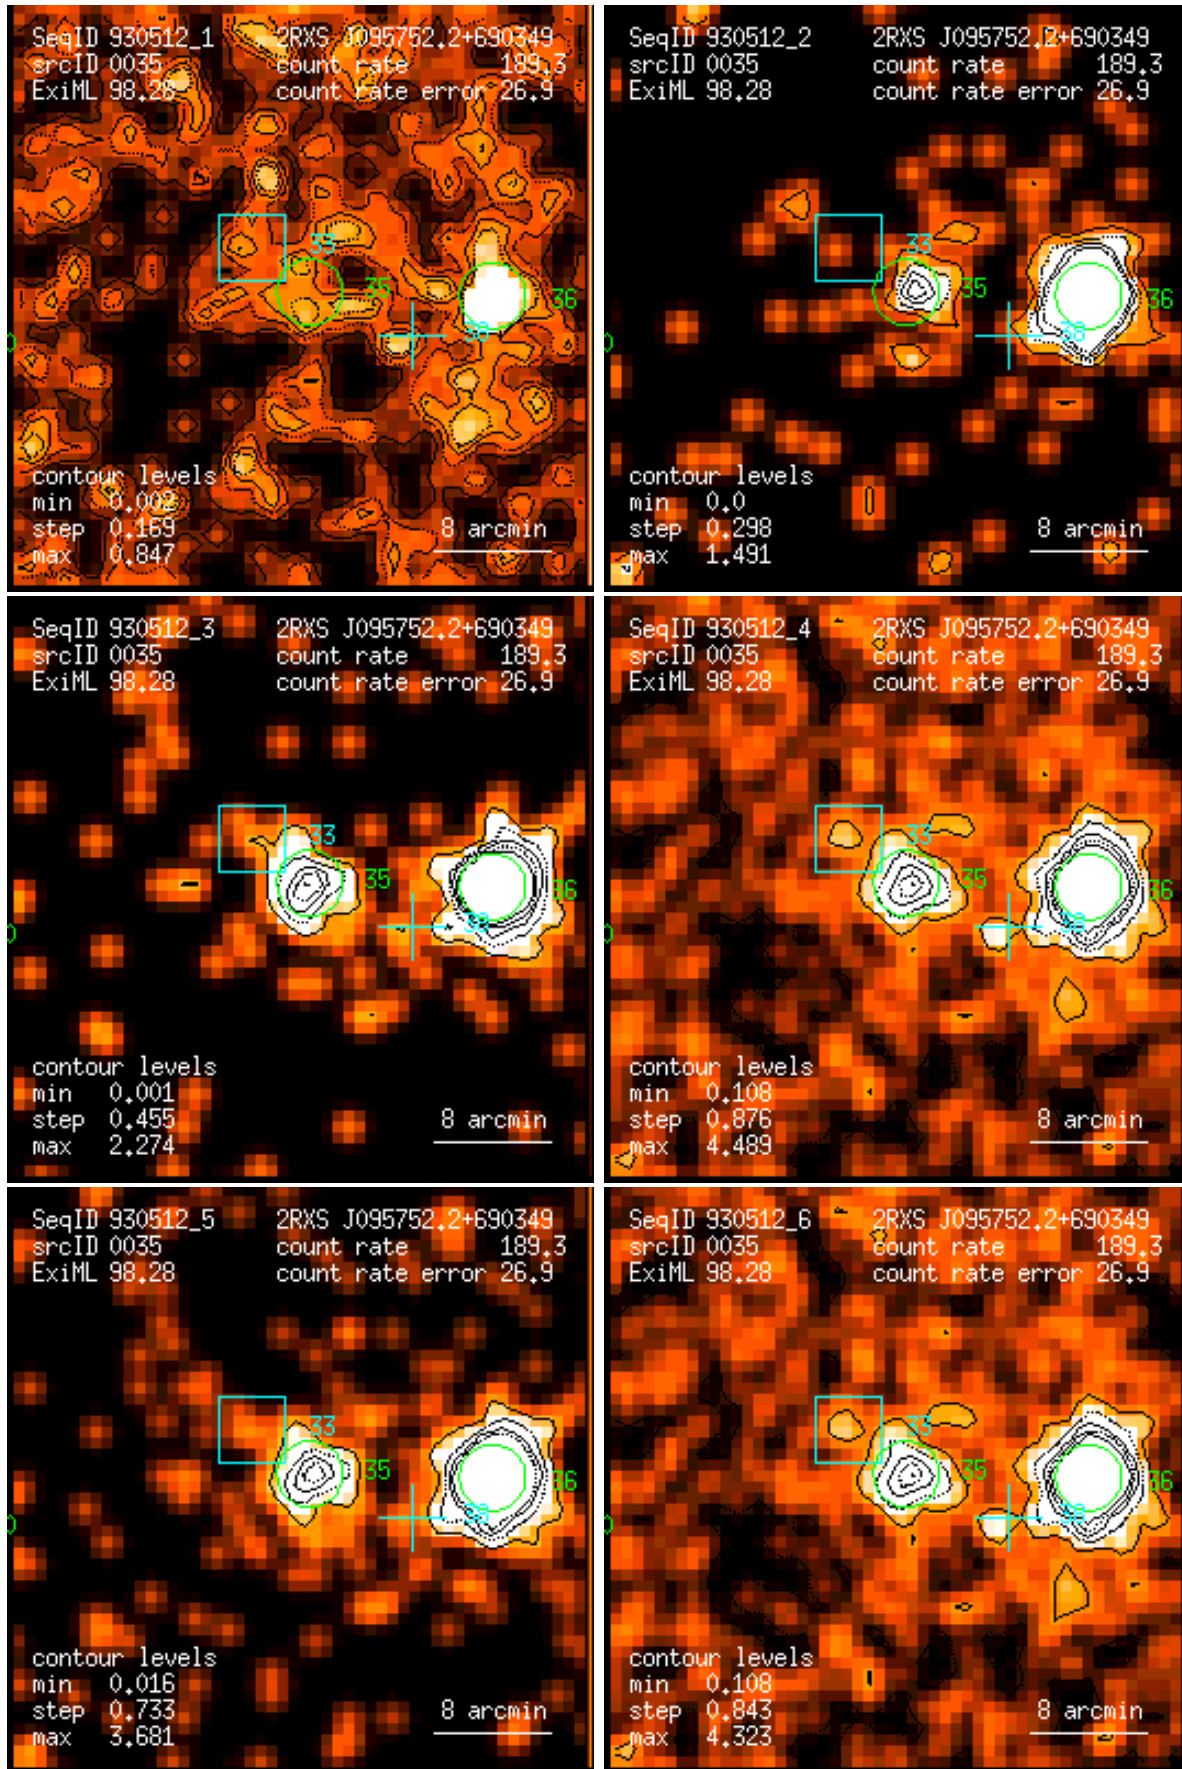 SeqID 930512_1 2RXS J095752.2+690349
srcID 0035 count rate 189.3
ExiML 98.28 count rate error 26.9
33
35
36
38
contour levels
min 0.002
step 0.169
max 0.847
8 arcmin
SeqID 930512_2 2RXS J095752.2+690349
srcID 0035 count rate 189.3
ExiML 98.28 count rate error 26.9
33
35
36
38
contour levels
min 0.0
step 0.298
max 1.491
8 arcmin
SeqID 930512_3 2RXS J095752.2+690349
srcID 0035 count rate 189.3
ExiML 98.28 count rate error 26.9
33
35
36
38
contour levels
min 0.001
step 0.455
max 2.274
8 arcmin
SeqID 930512_4 2RXS J095752.2+690349
srcID 0035 count rate 189.3
ExiML 98.28 count rate error 26.9
33
35
36
38
contour levels
min 0.108
step 0.876
max 4.489
8 arcmin
SeqID 930512_5 2RXS J095752.2+690349
srcID 0035 count rate 189.3
ExiML 98.28 count rate error 26.9
33
35
36
38
contour levels
min 0.016
step 0.733
max 3.681
8 arcmin
SeqID 930512_6 2RXS J095752.2+690349
srcID 0035 count rate 189.3
ExiML 98.28 count rate error 26.9
33
35
36
38
contour levels
min 0.108
step 0.843
max 4.323
8 arcmin